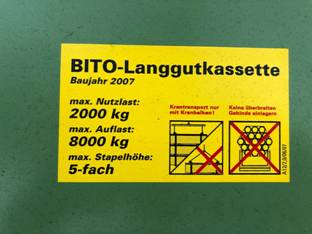 BITO-Langgutkassette
Baujahr 2007
max. Nutzlast:
2000 kg
max. Auflast:
8000 kg
max. Stapelhöhe:
5-fach
Krantransport nur
mit Kranbalken!
Keine überbreiten
Gebinde einlagern